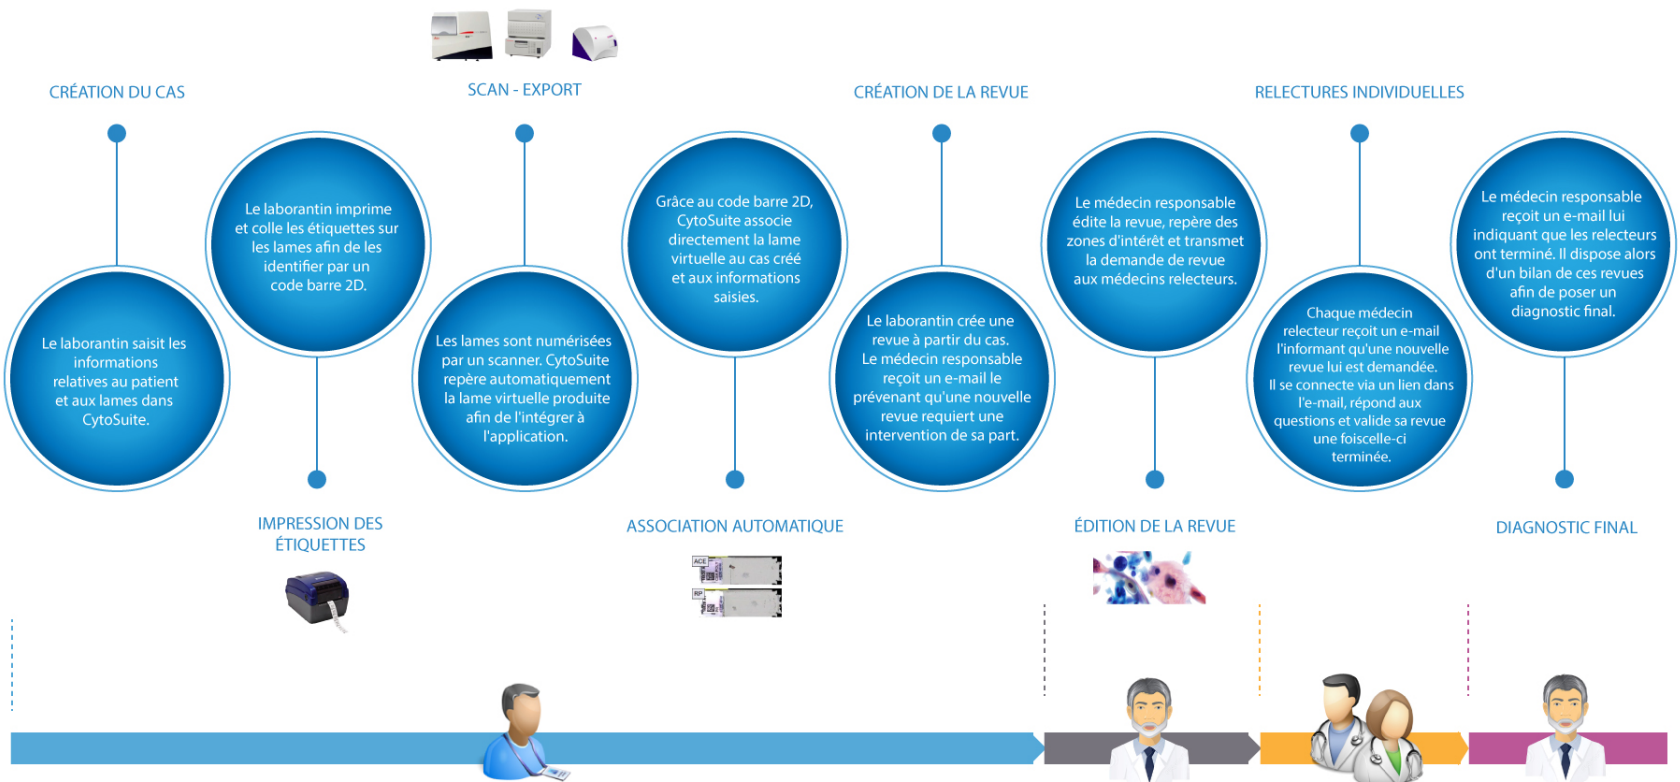 CRÉATION DU CAS
Le laborantin saisit les
informations
relatives au patient
et aux lames dans
CytoSuite.
Le laborantin imprime
et colle les étiquettes sur
les lames afin de les
identifier par un
code barre 2D.
IMPRESSION DES
ÉTIQUETTES
SCAN - EXPORT
Les lames sont numérisées
par un scanner. CytoSuite
repère automatiquement
la lame virtuelle produite
afin de l'intégrer à
l'application.
Grâce au code barre 2D,
CytoSuite associe
directement la lame
virtuelle au cas créé
et aux informations
saisies.
ASSOCIATION AUTOMATIQUE
ACE
RP
CRÉATION DE LA REVUE
Le laborantin crée une
revue à partir du cas.
Le médecin responsable
reçoit un e-mail le
prévenant qu'une nouvelle
revue requiert une
intervention de sa part.
Le médecin responsable
édite la revue, repère des
zones d'intérêt et transmet
la demande de revue
aux médecins relecteurs.
ÉDITION DE LA REVUE
RELECTURES INDIVIDUELLES
Chaque médecin
relecteur reçoit un e-mail
l'informant qu'une nouvelle
revue lui est demandée.
Il se connecte via un lien dans
l'e-mail, répond aux
questions et valide sa revue
une foiscelle-ci
terminée.
Le médecin responsable
reçoit un e-mail lui
indiquant que les relecteurs
ont terminé. Il dispose alors
d'un bilan de ces revues
afin de poser un
diagnostic final.
DIAGNOSTIC FINAL